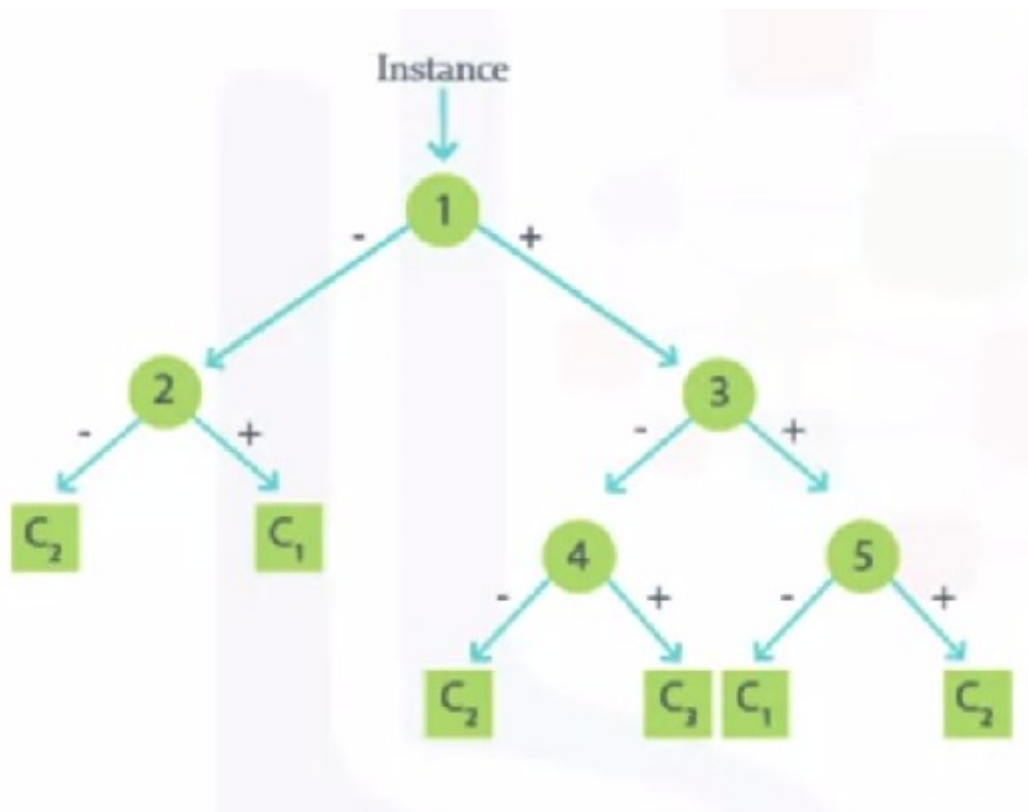 Instance
1
- +
2 3
- + - +
C₂ C₁
4 5
- + - +
C₂ C₃ C₁ C₂